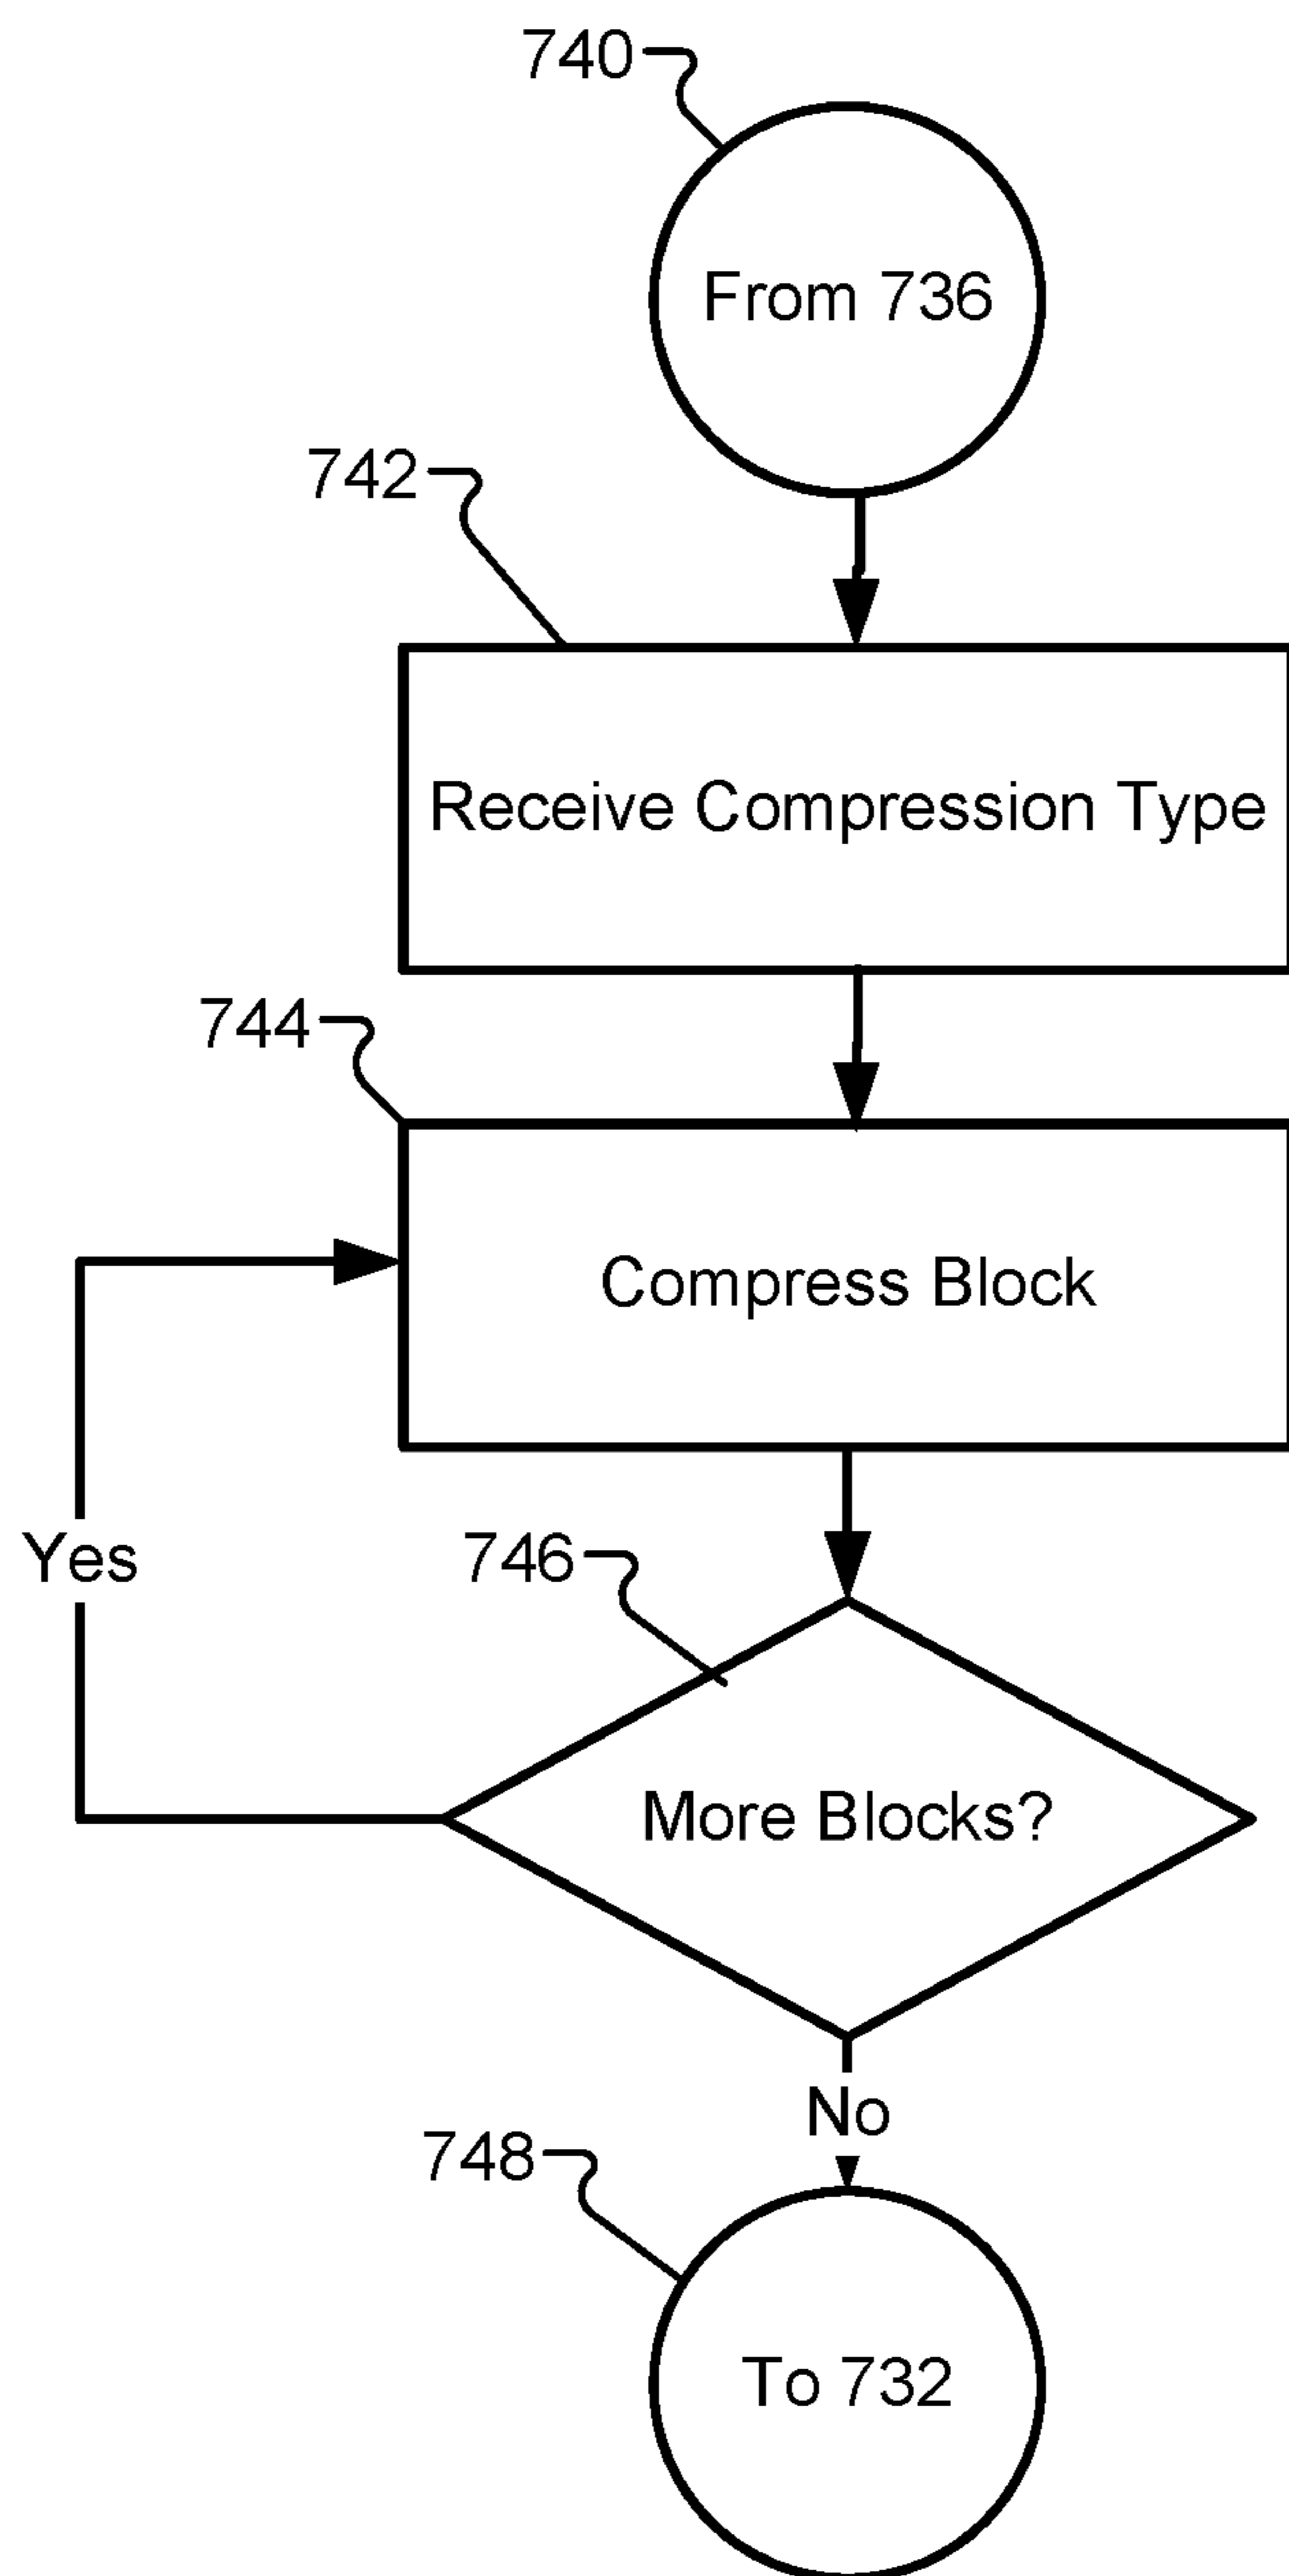 740
From 736
742
Receive Compression Type
744
Compress Block
Yes
746
More Blocks?
No
748
To 732